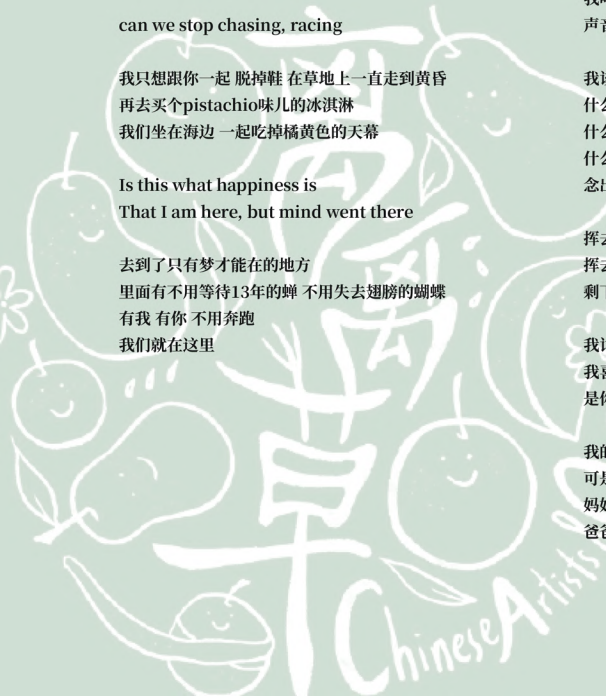 can we stop chasing, racing
我只想跟你一起 脱掉鞋 在草地上一直走到黄昏
再去买个pistachio味儿的冰淇淋
我们坐在海边 一起吃掉橘黄色的天幕
Is this what happiness is
That I am here, but mind went there
去到了只有梦才能在的地方
里面有不用等待13年的蝉 不用失去翅膀的蝴蝶
有我 有你 不用奔跑
我们就在这里
声音
我
什么
什么
什么
念出
挥去
挥去
剩下
我
我喜
是你
我的
可是
妈妈
爸爸
離離草
Chinese Artists